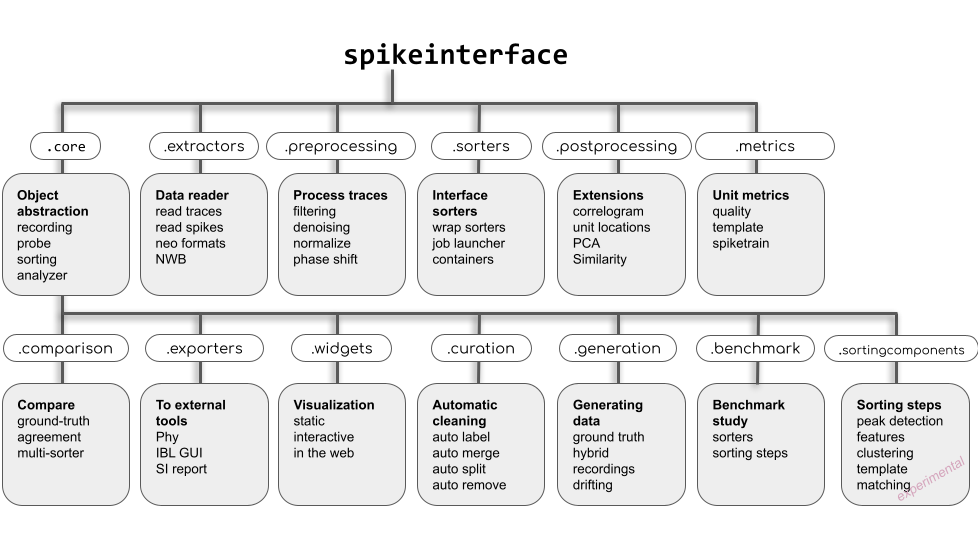 spikeinterface
.core
.extractors
.preprocessing
.sorters
.postprocessing
.metrics
Object
abstraction
recording
probe
sorting
analyzer
Data reader
read traces
read spikes
neo formats
NWB
Process traces
filtering
denoising
normalize
phase shift
Interface
sorters
wrap sorters
job launcher
containers
Extensions
correlogram
unit locations
PCA
Similarity
Unit metrics
quality
template
spiketrain
.comparison
.exporters
.widgets
.curation
.generation
.benchmark
.sortingcomponents
Compare
ground-truth
agreement
multi-sorter
To external
tools
Phy
IBL GUI
SI report
Visualization
static
interactive
in the web
Automatic
cleaning
auto label
auto merge
auto split
auto remove
Generating
data
ground truth
hybrid
recordings
drifting
Benchmark
study
sorters
sorting steps
Sorting steps
peak detection
features
clustering
template
matching
experimental